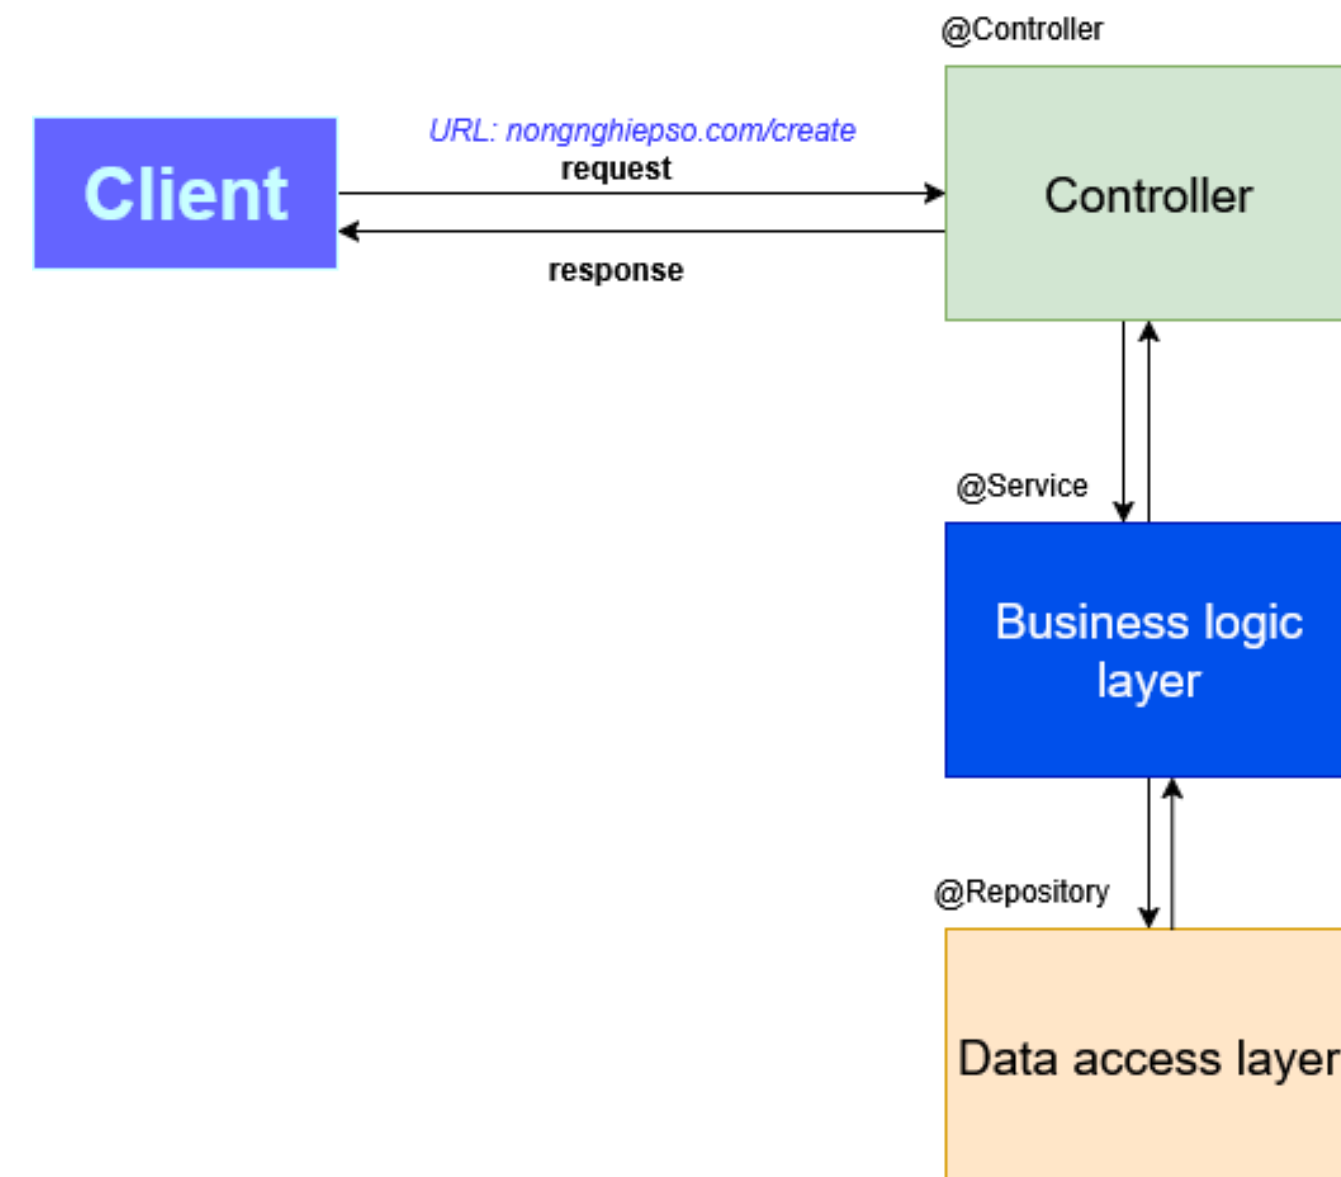 @Controller
URL: nongnghiepso.com/create
request
Client
Controller
response
@Service
Business logic
layer
@Repository
Data access layer